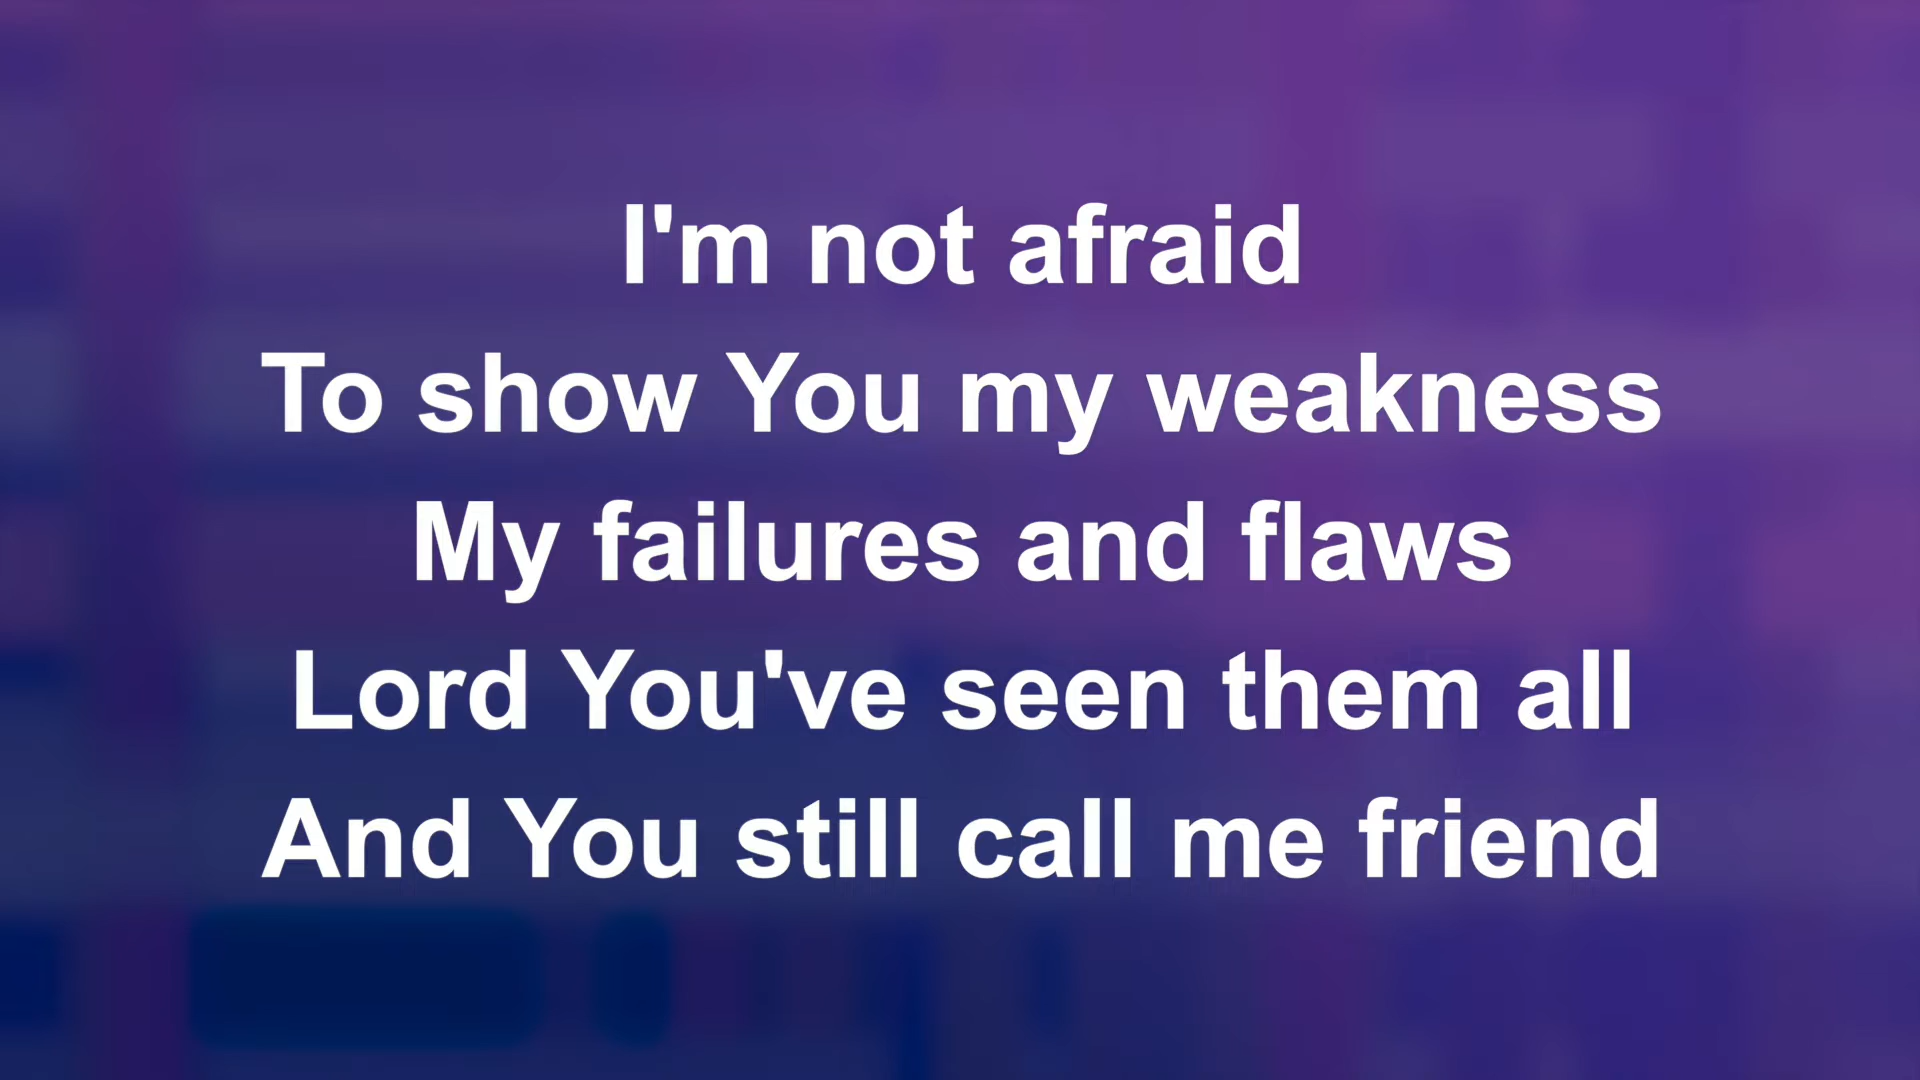 I'm not afraid
To show You my weakness
My failures and flaws
Lord You've seen them all
And You still call me friend